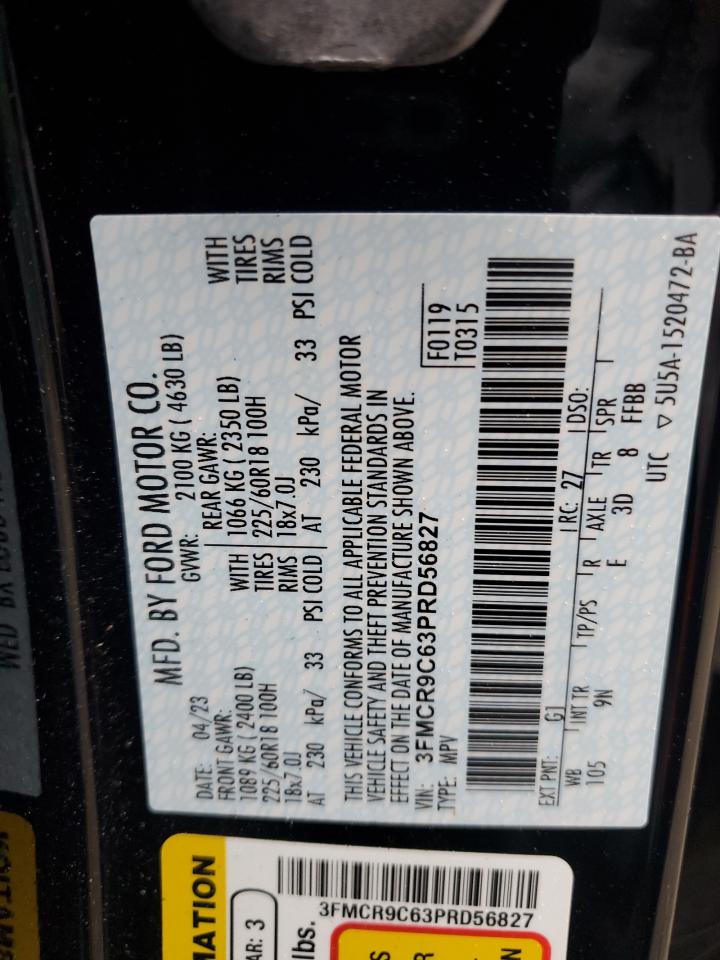 MFD. BY FORD MOTOR CO.
DATE: 04/23 GVWR: 2100 KG ( 4630 LB)
FRONT GAWR: REAR GAWR:
1089 KG ( 2400 LB) WITH 1066 KG ( 2350 LB) WITH
225/60R18 100H TIRES 225/60R18 100H TIRES
18x7.0J RIMS 18x7.0J RIMS
AT 230 kPa/ 33 PSI COLD AT 230 kPa/ 33 PSI COLD
THIS VEHICLE CONFORMS TO ALL APPLICABLE FEDERAL MOTOR
VEHICLE SAFETY AND THEFT PREVENTION STANDARDS IN
EFFECT ON THE DATE OF MANUFACTURE SHOWN ABOVE.
VIN: 3FMCR9C63PRD56827 F0119
TYPE: MPV T0315
EXT PNT: G1 RC: 27 DSO:
WB INT TR TP/PS R AXLE TR SPR
105 9N E 3D 8 FFBB
UTC ▽ 5U5A-1520472-BA
MATION
AR: 3
lbs.
3FMCR9C63PRD56827